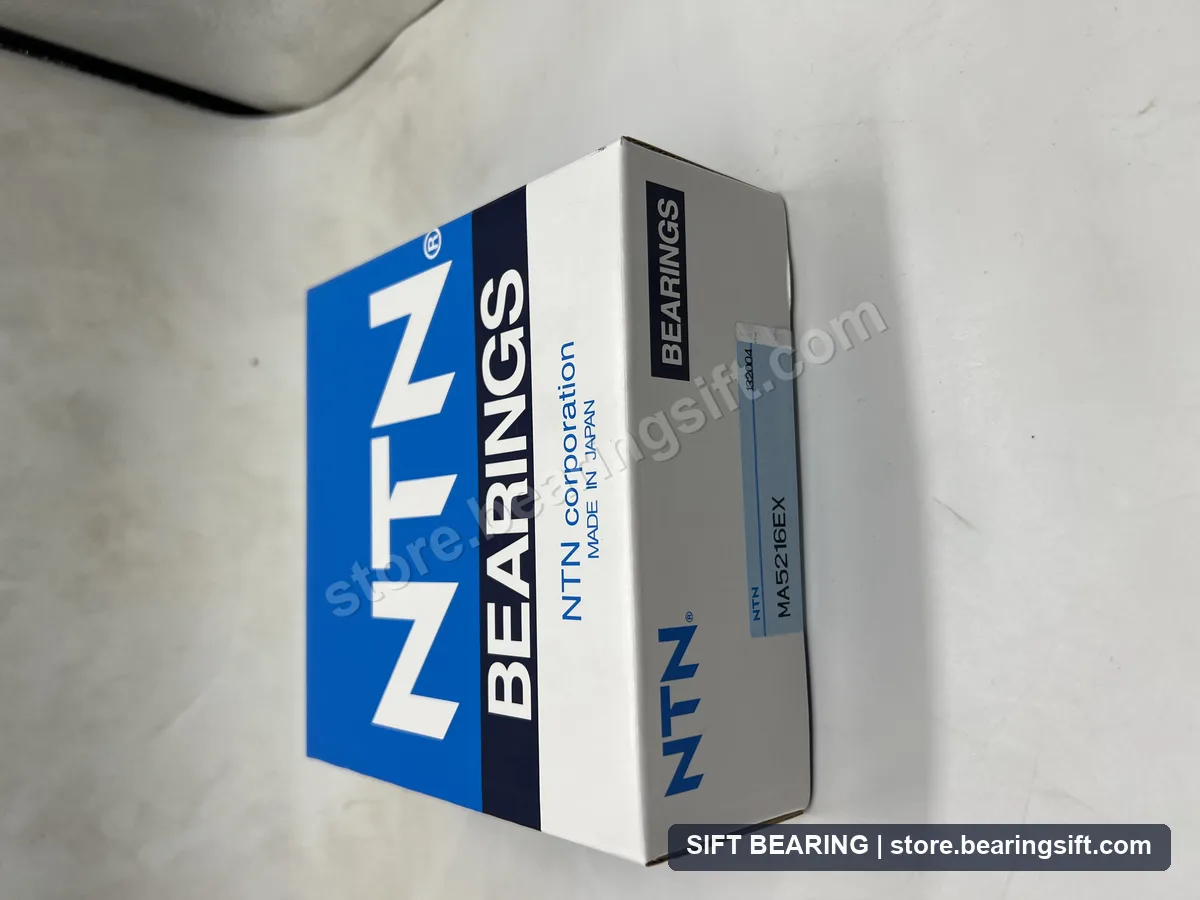 NTN®
BEARINGS
NTN corporation
MADE IN JAPAN
NTN®
BEARINGS
NTN
132004
MA5216EX
store.bearingsift.com
SIFT BEARING | store.bearingsift.com